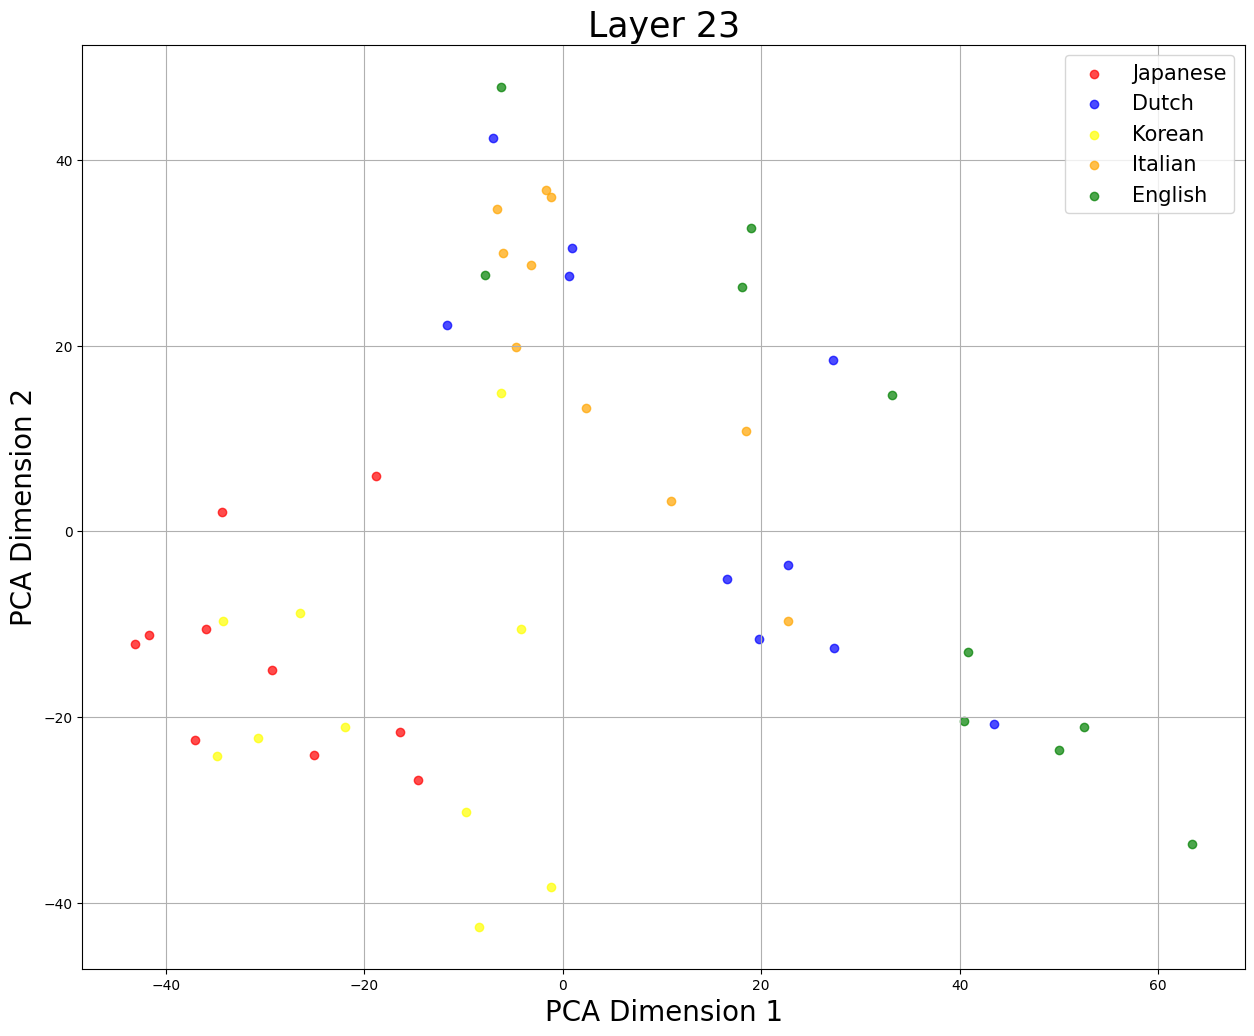 Layer 23
Japanese
Dutch
Korean
Italian
English
PCA Dimension 2
40
20
0
−20
−40
−40
−20
0
20
40
60
PCA Dimension 1